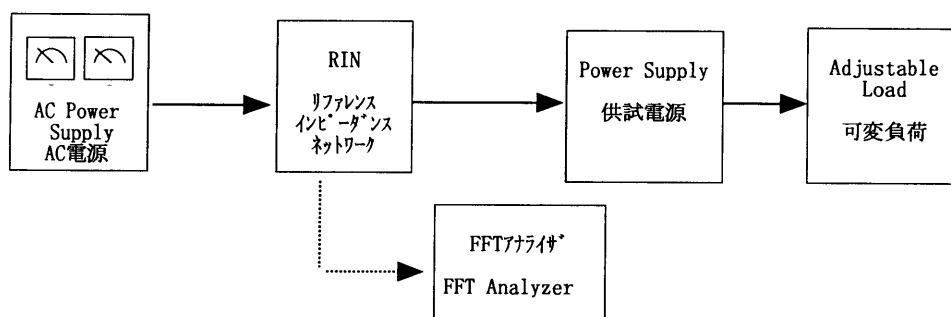 AC Power
Supply
AC電源
RIN
リファレンス
インピーダンス
ネットワーク
Power Supply
供試電源
Adjustable
Load
可変負荷
FFTアナライザ
FFT Analyzer